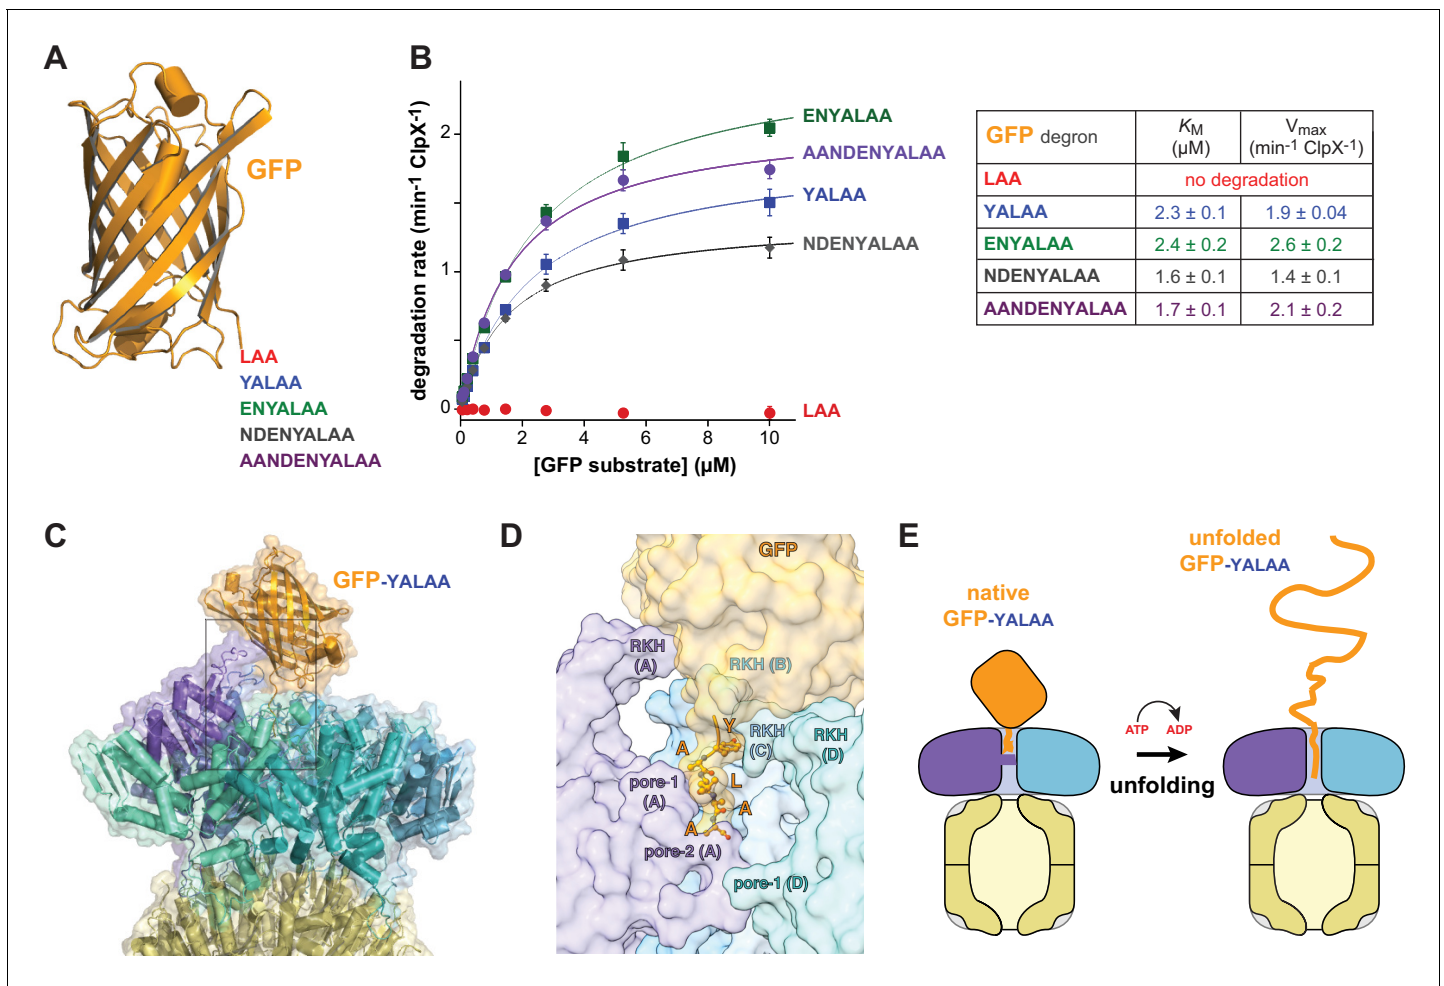 A
GFP
LAA
YALAA
ENYALAA
NDENYALAA
AANDENYALAA
B
degradation rate (min-1 ClpX-1)
2
1
0
0 2 4 6 8 10
[GFP substrate] (µM)
ENYALAA
AANDENYALAA
YALAA
NDENYALAA
LAA
GFP degron KM (µM) Vmax (min-1 ClpX-1)
LAA no degradation
YALAA 2.3 ± 0.1 1.9 ± 0.04
ENYALAA 2.4 ± 0.2 2.6 ± 0.2
NDENYALAA 1.6 ± 0.1 1.4 ± 0.1
AANDENYALAA 1.7 ± 0.1 2.1 ± 0.2
C
GFP-YALAA
D
GFP
RKH (A)
RKH (B)
Y
RKH (C)
RKH (D)
A
pore-1 (A)
L
A
A
pore-2 (A)
pore-1 (D)
E
native
GFP-YALAA
ATP ADP
unfolding
unfolded
GFP-YALAA